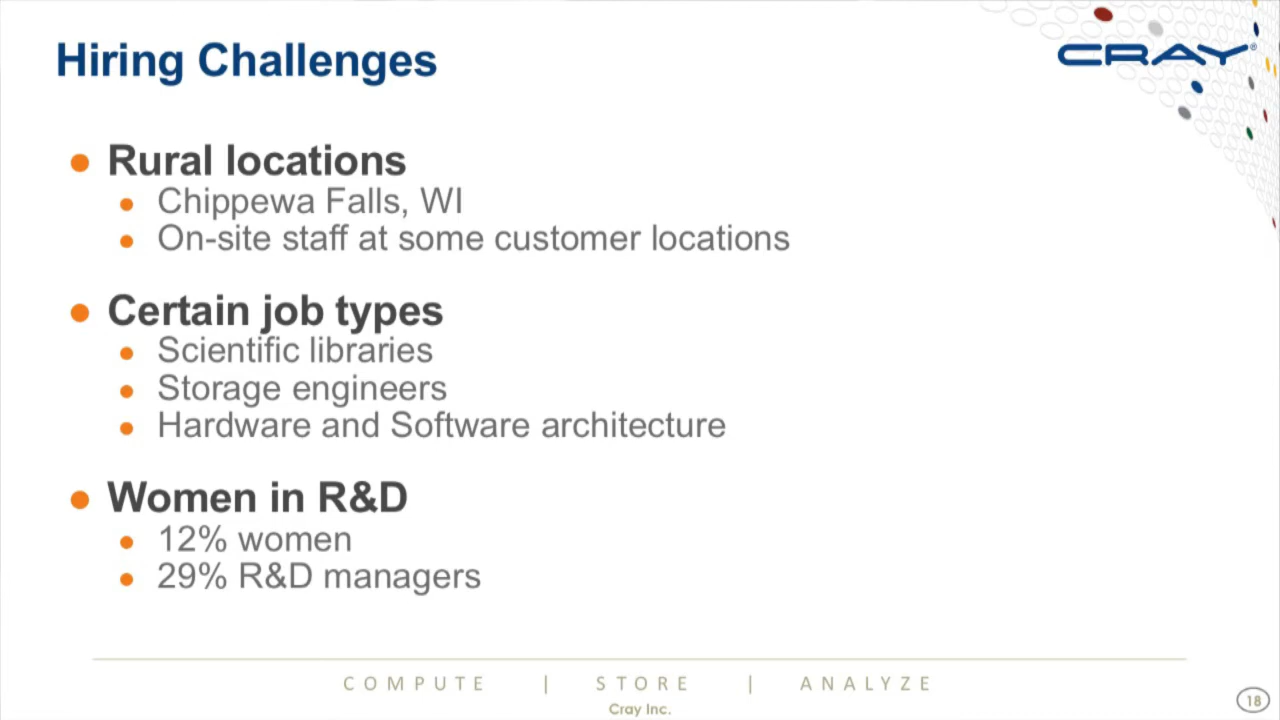 Hiring Challenges
CRAY®
Rural locations
Chippewa Falls, WI
On-site staff at some customer locations
Certain job types
Scientific libraries
Storage engineers
Hardware and Software architecture
Women in R&D
12% women
29% R&D managers
COMPUTE | STORE | ANALYZE
Cray Inc.
18